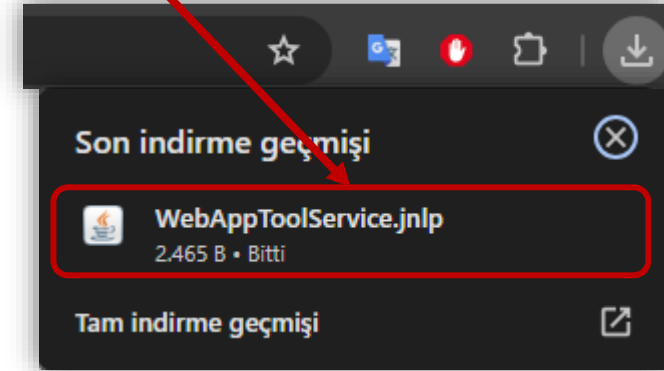 Son indirme geçmişi
WebAppToolService.jnlp
2.465 B • Bitti
Tam indirme geçmişi